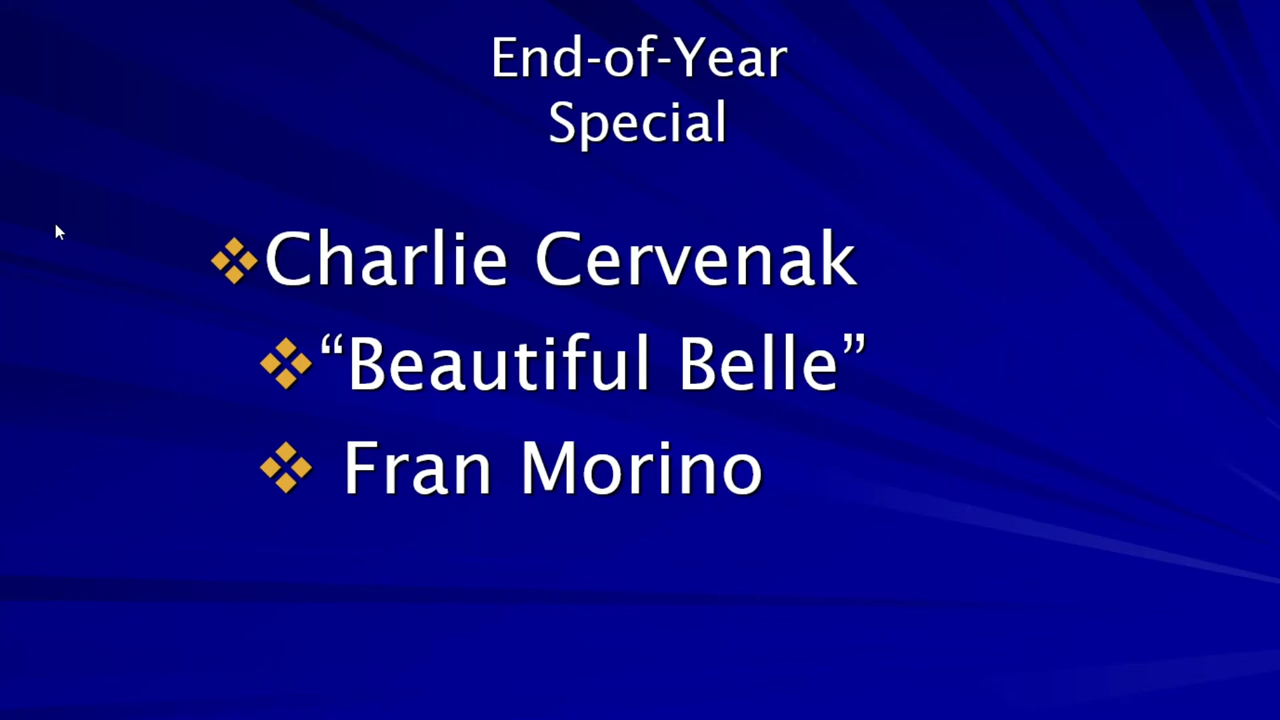 End-of-Year
Special
Charlie Cervenak
“Beautiful Belle”
Fran Morino